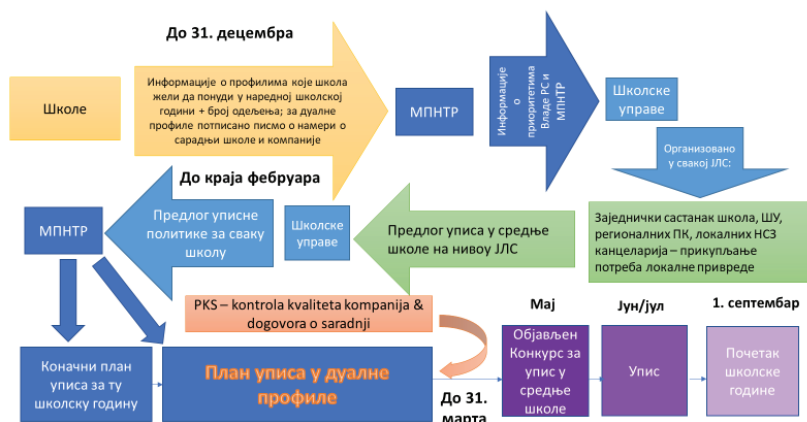 До 31. децембра
Школе
Информације о профилима које школа
жели да понуди у наредној школској
години + број одељења; за дуалне
профиле потписано писмо о намери о
сарадњи школе и компаније
МПНТР
Информације
о
приоритетима
Владе РС и
МПНТР
Школске
управе
Организовано
у свакој ЈЛС:
До краја фебруара
МПНТР
Предлог уписне
политике за сваку
школу
Школске
управе
Предлог уписа у средње
школе на нивоу ЈЛС
Заједнички састанак школа, ШУ,
регионалних ПК, локалних НСЗ
канцеларија – прикупљање
потреба локалне привреде
PKS – kontrola kvaliteta kompanija &
dogovora o saradnji
Мај
Јун/јул
1. септембар
Коначни план
уписа за ту
школску годину
План уписа у дуалне
профиле
До 31.
марта
Објављен
Конкурс за
упис у
средње
школе
Упис
Почетак
школске
године